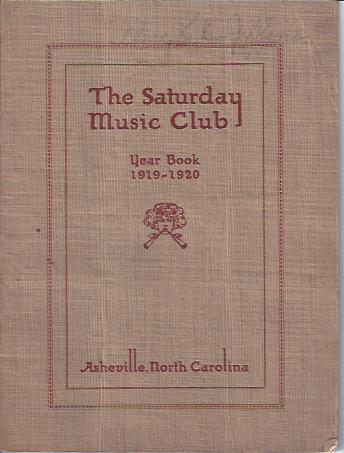 The Saturday
Music Club
Year Book
1919-1920
Asheville, North Carolina